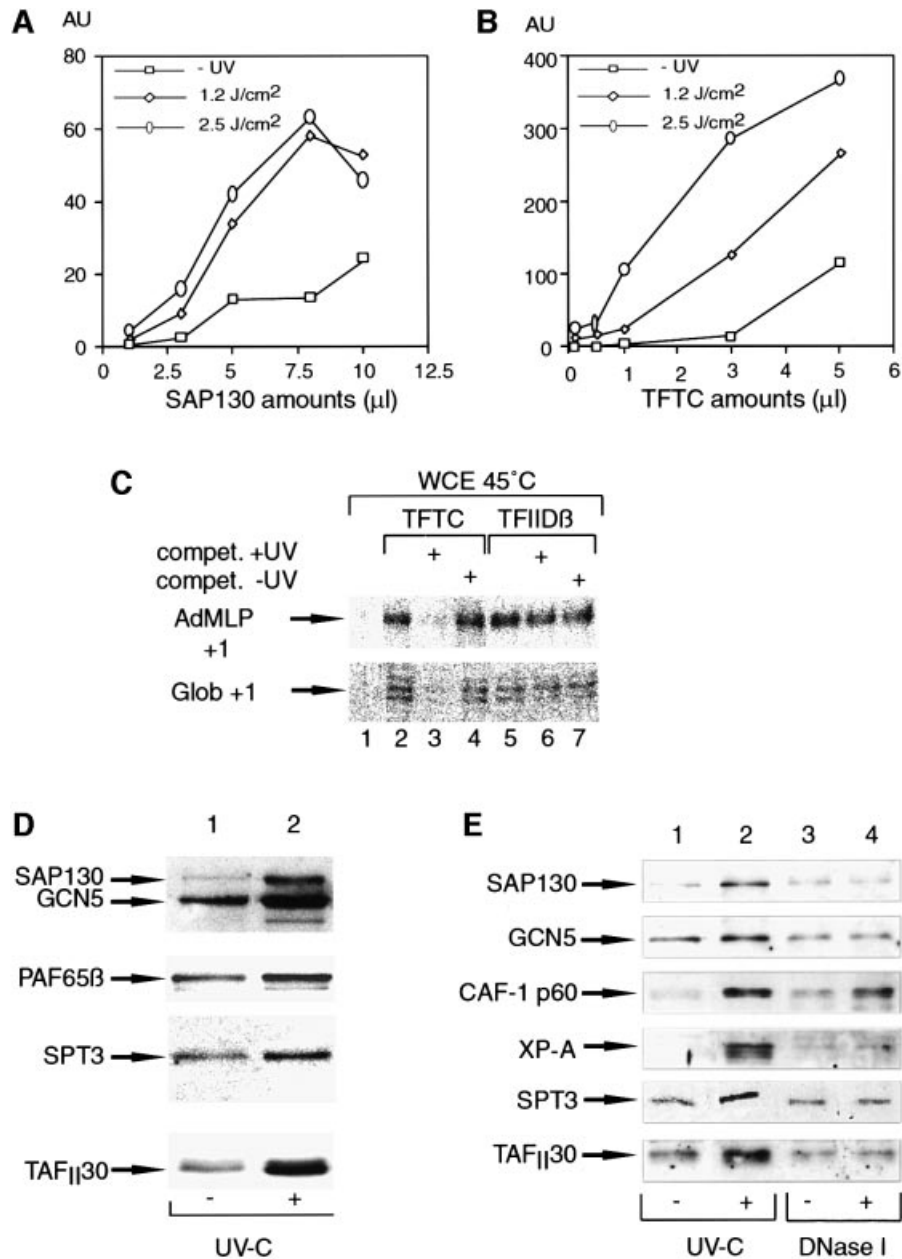 A
AU
80
60
40
20
0
- UV
1.2 J/cm2
2.5 J/cm2
0
2.5
5
7.5
10
12.5
SAP130 amounts (µl)
B
AU
400
300
200
100
0
- UV
1.2 J/cm2
2.5 J/cm2
0
1
3
5
6
TFTC amounts (µl)
C
WCE 45˚C
TFTC TFIIDß
compet. +UV + +
compet. -UV + +
AdMLP
+1
Glob +1
1 2 3 4 5 6 7
D
1 2
SAP130
GCN5
PAF65ß
SPT3
TAFII30
- +
UV-C
E
1 2 3 4
SAP130
GCN5
CAF-1 p60
XP-A
SPT3
TAFII30
- + - +
UV-C DNase I